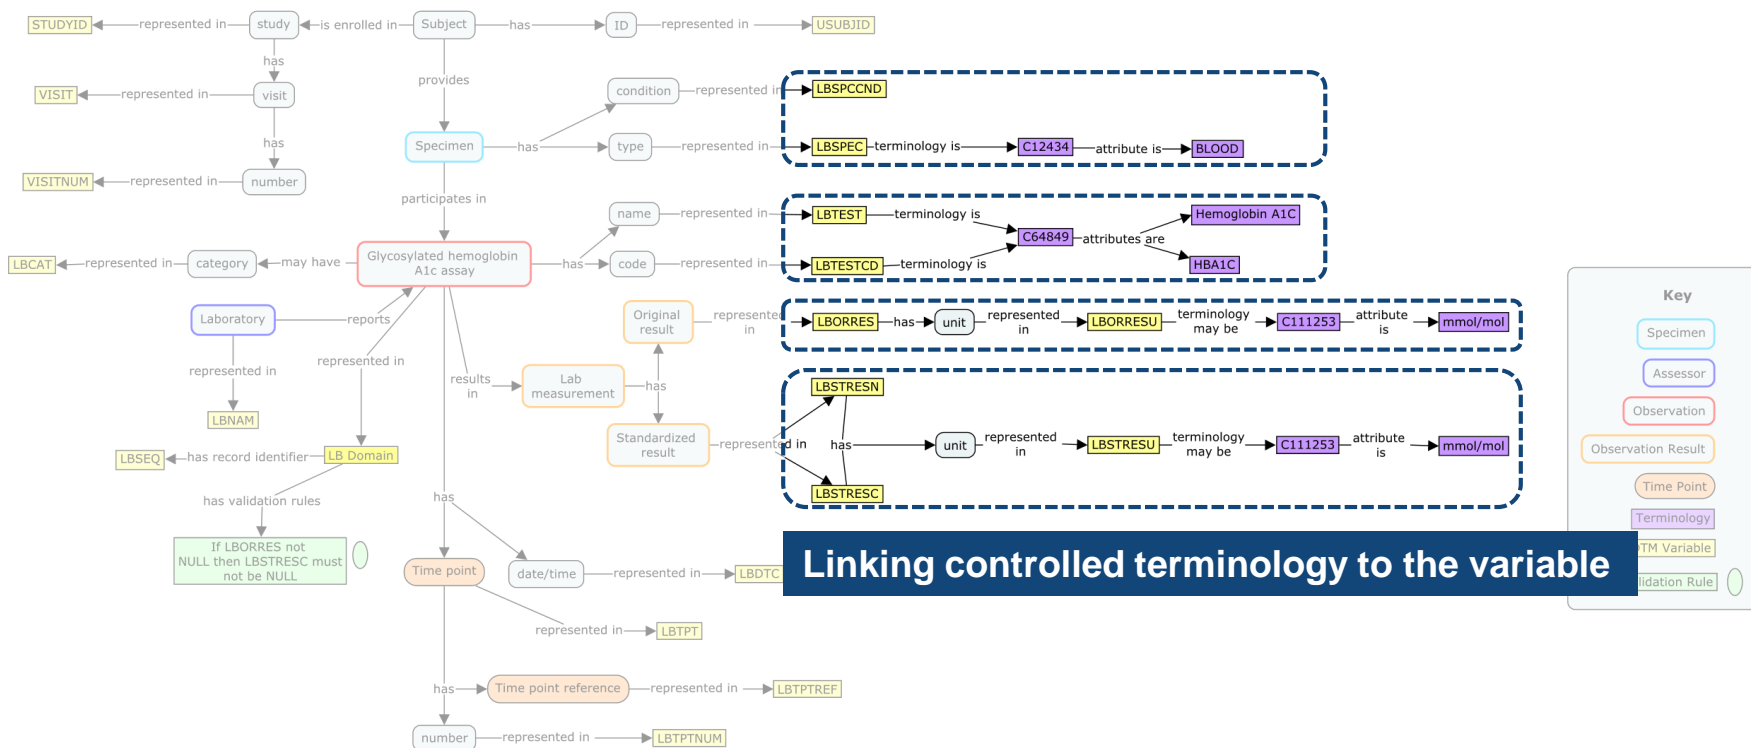 STUDYID
represented in
study
is enrolled in
Subject
has
ID
represented in
USUBJID
has
provides
VISIT
represented in
visit
condition
represented in
LBSPCCND
has
Specimen
has
type
represented in
LBSPEC
terminology is
C12434
attribute is
BLOOD
VISITNUM
represented in
number
participates in
name
represented in
LBTEST
terminology is
Hemoglobin A1C
C64849
attributes are
LBCAT
represented in
category
may have
Glycosylated hemoglobin
A1c assay
has
code
represented in
LBTESTCD
terminology is
HBA1C
Laboratory
reports
Original
result
represented
in
LBORRES
has
unit
represented
in
LBORRESU
terminology
may be
C111253
attribute
is
mmol/mol
represented in
represented in
results
in
Lab
measurement
has
LBSTRESN
LBNAM
Standardized
result
represented in
has
unit
represented
in
LBSTRESU
terminology
may be
C111253
attribute
is
mmol/mol
LBSTRESC
LBSEQ
has record identifier
LB Domain
has validation rules
has
If LBORRES not
NULL then LBSTRESC must
not be NULL
Time point
date/time
represented in
LBDTC
Linking controlled terminology to the variable
represented in
LBTPT
has
Time point reference
represented in
LBTPTREF
number
represented in
LBTPTNUM
Key
Specimen
Assessor
Observation
Observation Result
Time Point
Terminology
Variable
Rule